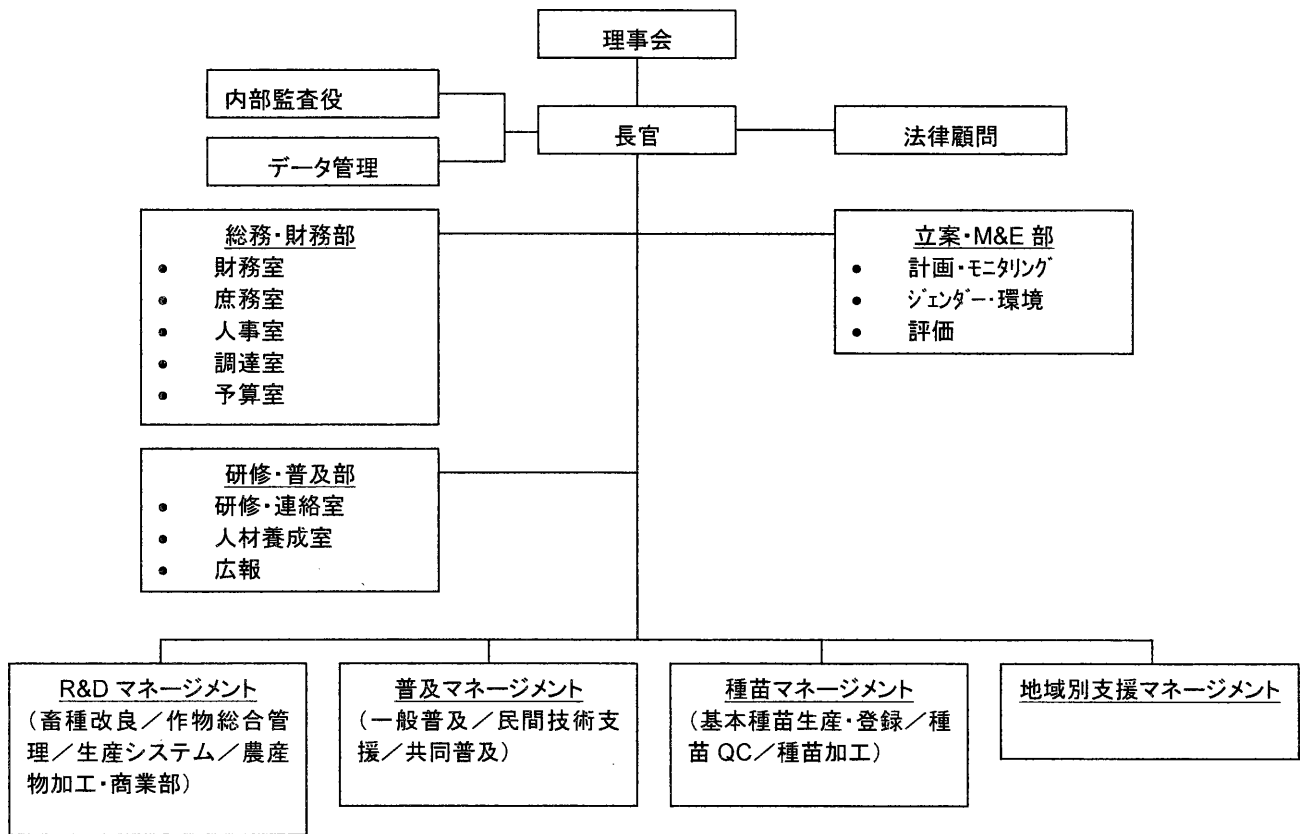 理事会
内部監査役
長官
法律顧問
データ管理
総務・財務部
● 財務室
● 庶務室
● 人事室
● 調達室
● 予算室
立案・M&E 部
● 計画・モニタリング
● ジェンダー・環境
● 評価
研修・普及部
● 研修・連絡室
● 人材養成室
● 広報
R&D マネージメント
（畜種改良／作物総合管
理／生産システム／農産
物加工・商業部）
普及マネージメント
（一般普及／民間技術支
援／共同普及）
種苗マネージメント
（基本種苗生産・登録／種
苗 QC／種苗加工）
地域別支援マネージメント